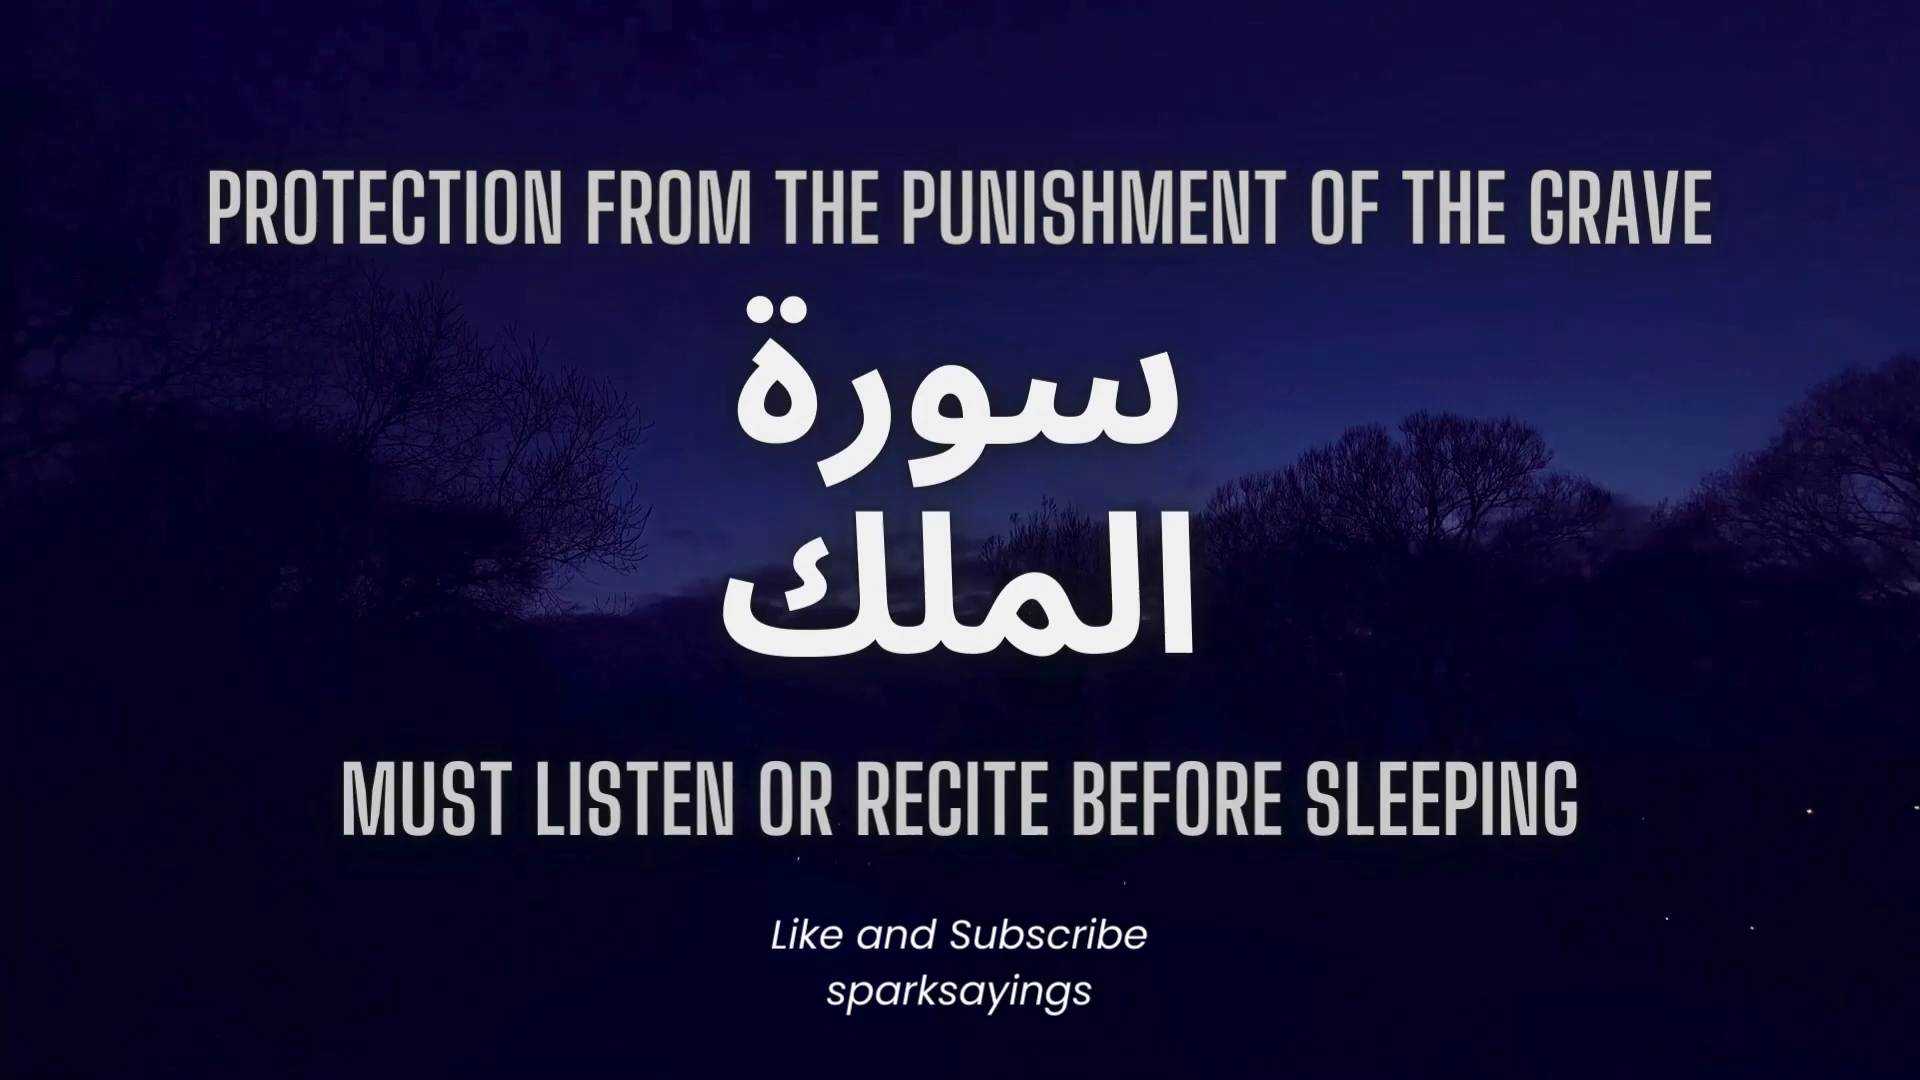 PROTECTION FROM THE PUNISHMENT OF THE GRAVE
سورة
الملك
MUST LISTEN OR RECITE BEFORE SLEEPING
Like and Subscribe
sparksayings